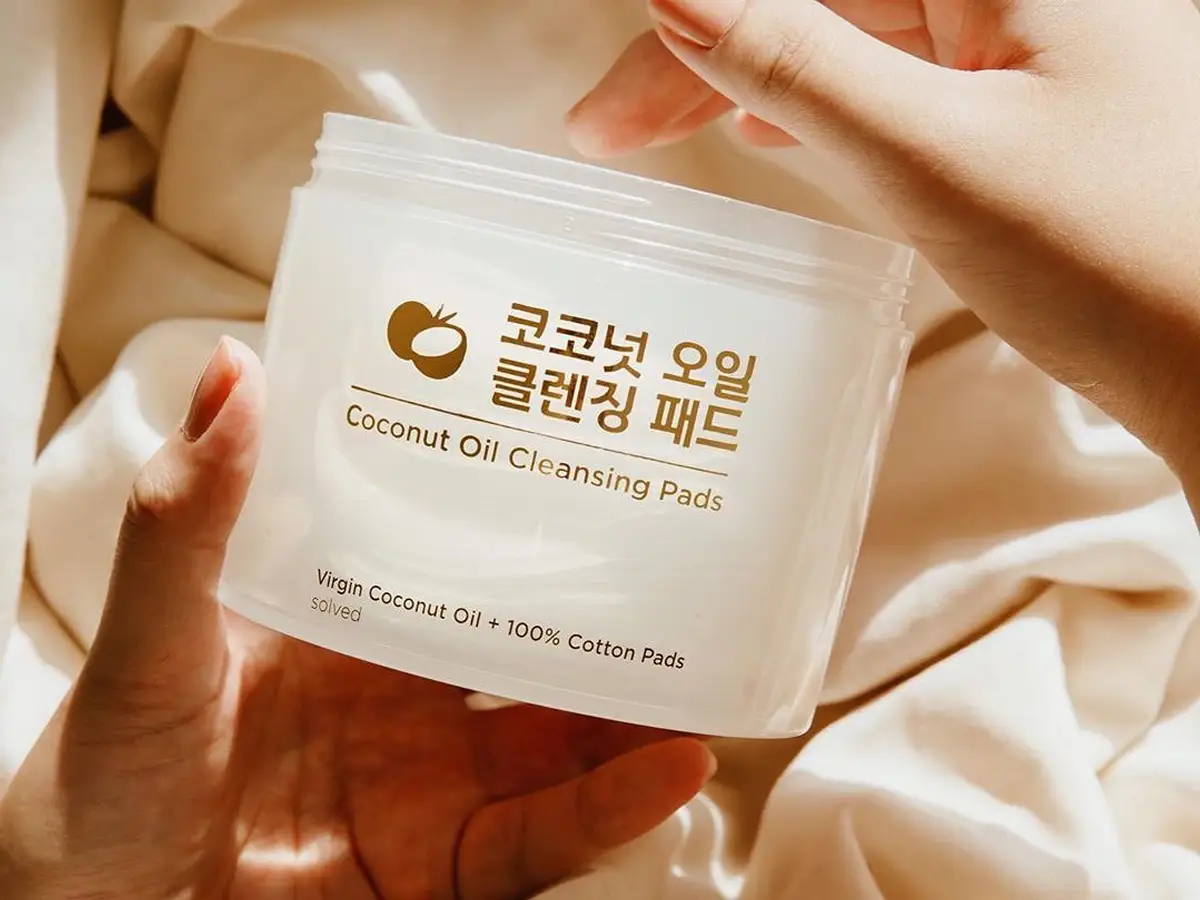 코코넛 오일
클렌징 패드
Coconut Oil Cleansing Pads
Virgin Coconut Oil + 100% Cotton Pads
solved